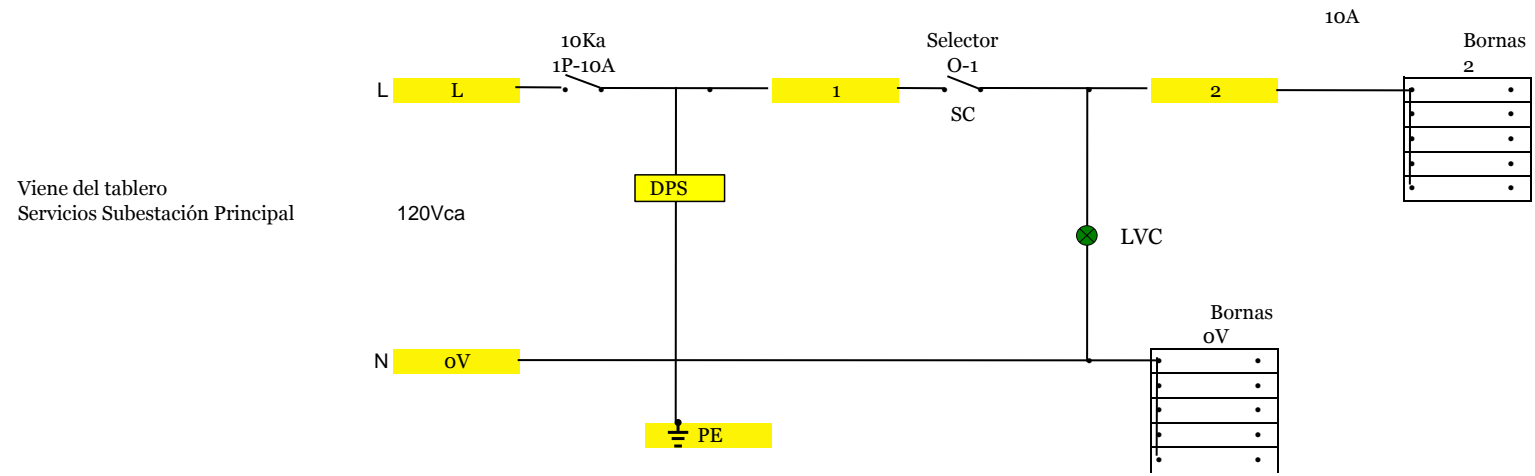 10A
10Ka
Selector
Bornas
1P-10A
O-1
2
L
L
1
2
SC
Viene del tablero
DPS
Servicios Subestación Principal
120Vca
LVC
Bornas
0V
N
0V
PE